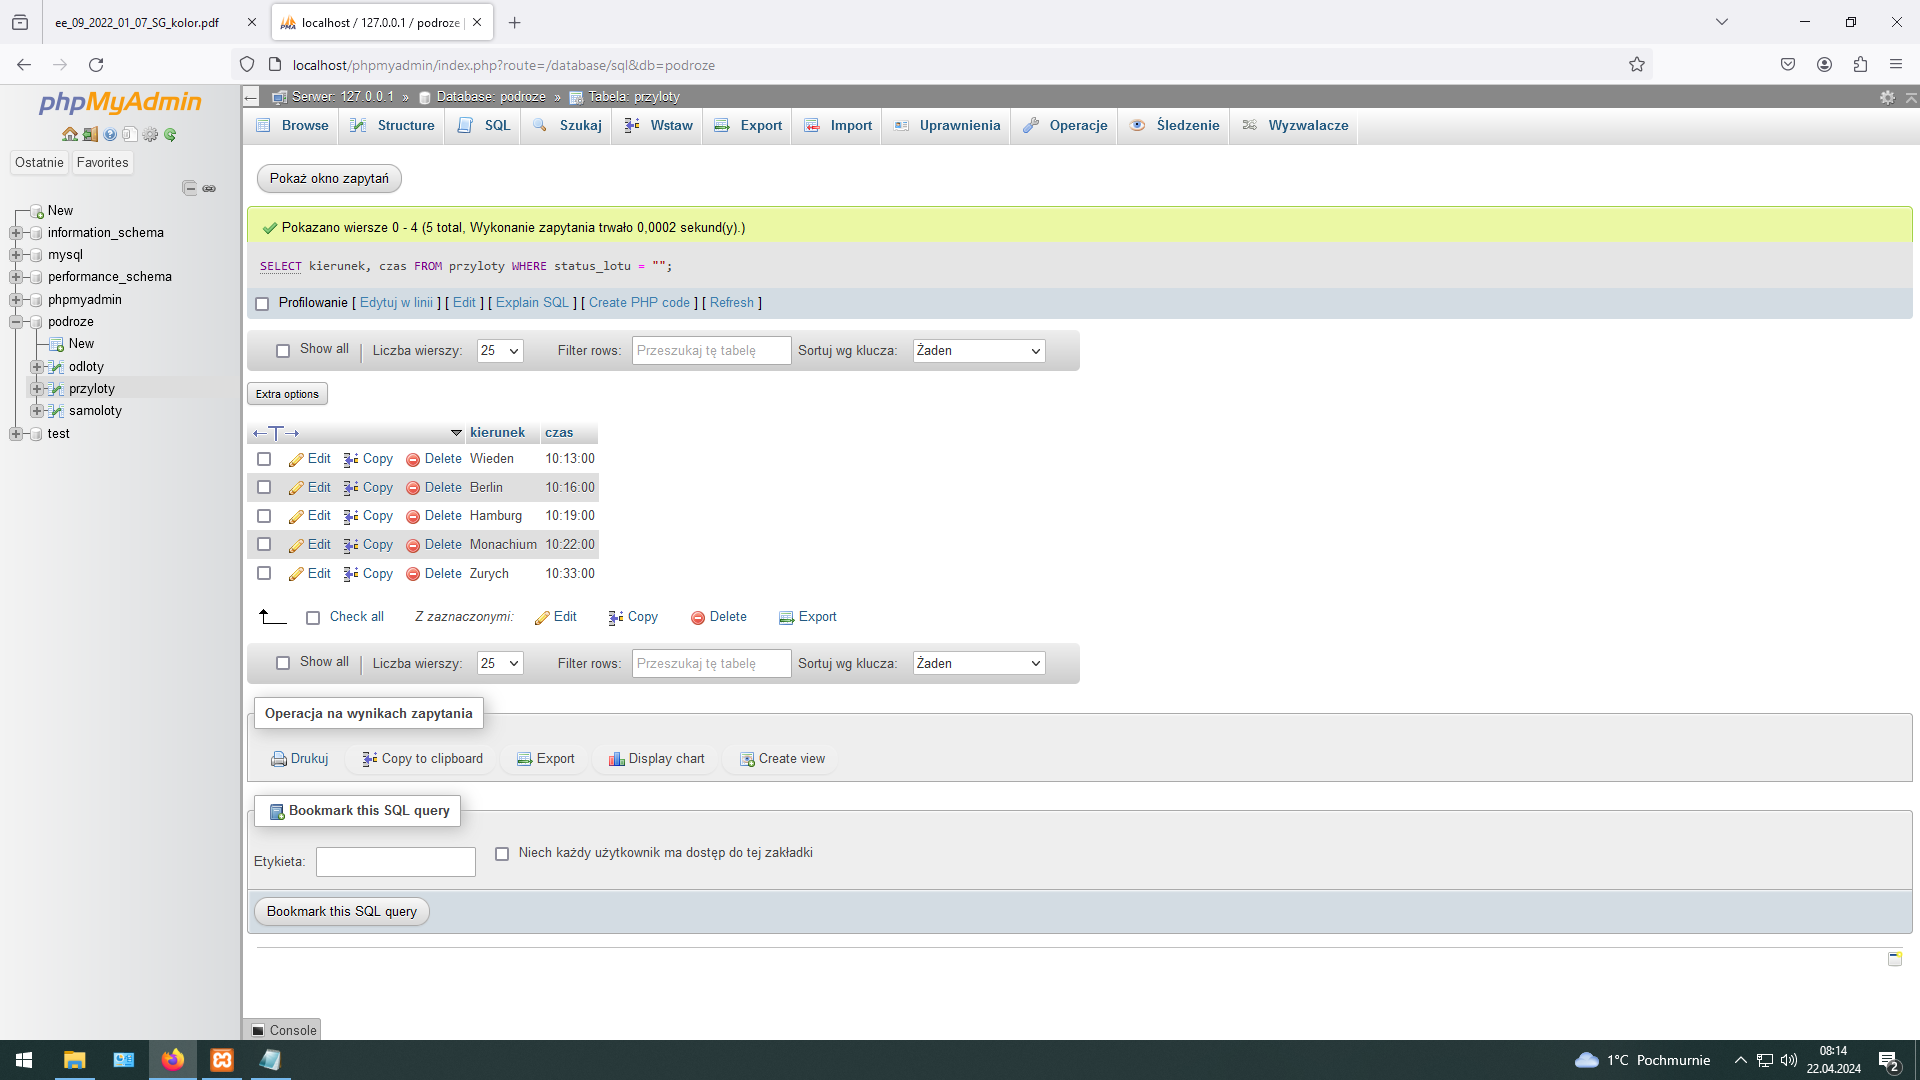 ee_09_2022_01_07_SG_kolor.pdf
localhost / 127.0.0.1 / podroze |
localhost/phpmyadmin/index.php?route=/database/sql&db=podroze
phpMyAdmin
Ostatnie Favorites
New
information_schema
mysql
performance_schema
phpmyadmin
podroze
New
odloty
przyloty
samoloty
test
Serwer: 127.0.0.1 » Database: podroze » Tabela: przyloty
Browse Structure SQL Szukaj Wstaw Export Import Uprawnienia Operacje Śledzenie Wyzwalacze
Pokaż okno zapytań
Pokazano wiersze 0 - 4 (5 total, Wykonanie zapytania trwało 0,0002 sekund(y).)
SELECT kierunek, czas FROM przyloty WHERE status_lotu = "";
Profilowanie [ Edytuj w linii ] [ Edit ] [ Explain SQL ] [ Create PHP code ] [ Refresh ]
Show all Liczba wierszy: 25 Filter rows: Przeszukaj tę tabelę Sortuj wg klucza: Żaden
Extra options
←T→ kierunek czas
Edit Copy Delete Wieden 10:13:00
Edit Copy Delete Berlin 10:16:00
Edit Copy Delete Hamburg 10:19:00
Edit Copy Delete Monachium 10:22:00
Edit Copy Delete Zurych 10:33:00
Check all Z zaznaczonymi: Edit Copy Delete Export
Show all Liczba wierszy: 25 Filter rows: Przeszukaj tę tabelę Sortuj wg klucza: Żaden
Operacja na wynikach zapytania
Drukuj Copy to clipboard Export Display chart Create view
Bookmark this SQL query
Etykieta: Niech każdy użytkownik ma dostęp do tej zakładki
Bookmark this SQL query
Console
1°C Pochmurnie
08:14
22.04.2024
2